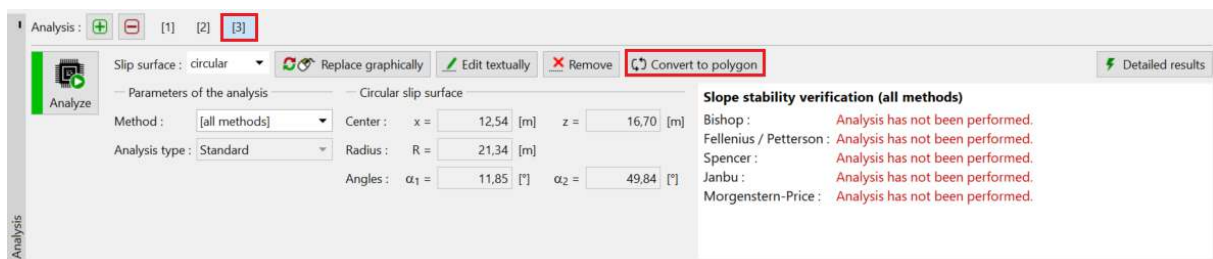 Analysis : [1] [2] [3]
Analyze
Slip surface : circular Replace graphically Edit textually Remove Convert to polygon Detailed results
Parameters of the analysis
Method : [all methods]
Analysis type : Standard
Circular slip surface
Center : x = 12,54 [m] z = 16,70 [m]
Radius : R = 21,34 [m]
Angles : α1 = 11,85 [°] α2 = 49,84 [°]
Slope stability verification (all methods)
Bishop : Analysis has not been performed.
Fellenius / Petterson : Analysis has not been performed.
Spencer : Analysis has not been performed.
Janbu : Analysis has not been performed.
Morgenstern-Price : Analysis has not been performed.
Analysis